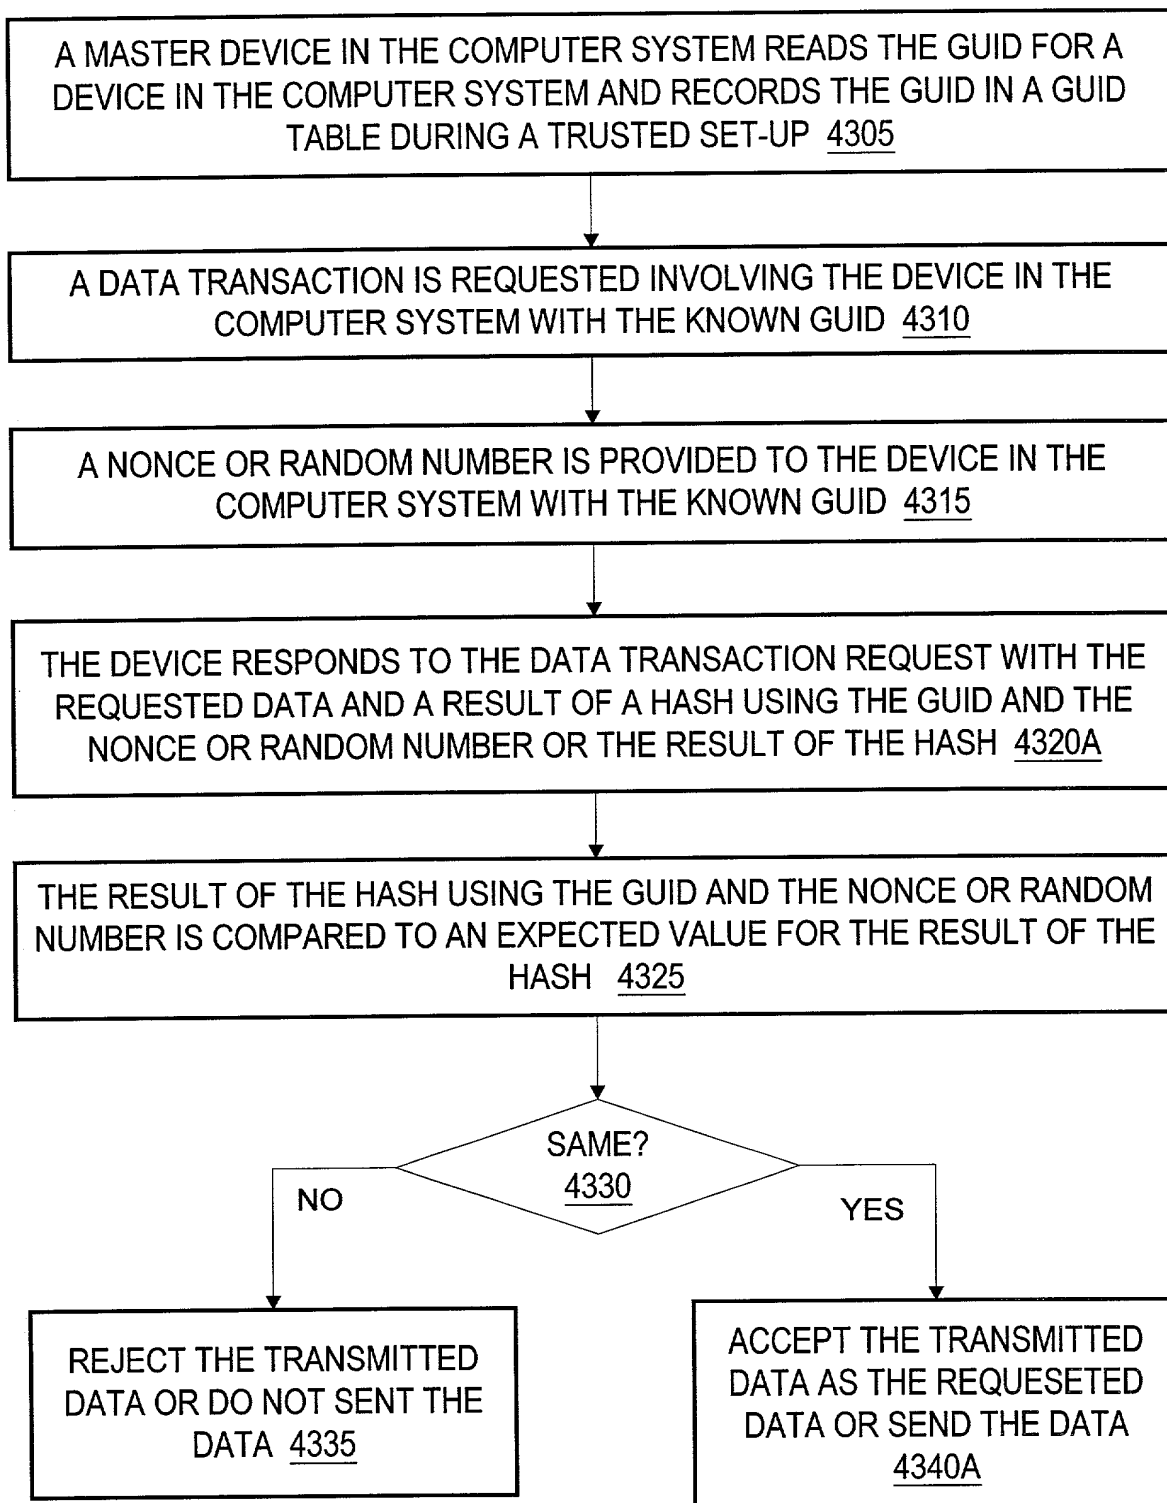 A MASTER DEVICE IN THE COMPUTER SYSTEM READS THE GUID FOR A
DEVICE IN THE COMPUTER SYSTEM AND RECORDS THE GUID IN A GUID
TABLE DURING A TRUSTED SET-UP 4305
A DATA TRANSACTION IS REQUESTED INVOLVING THE DEVICE IN THE
COMPUTER SYSTEM WITH THE KNOWN GUID 4310
A NONCE OR RANDOM NUMBER IS PROVIDED TO THE DEVICE IN THE
COMPUTER SYSTEM WITH THE KNOWN GUID 4315
THE DEVICE RESPONDS TO THE DATA TRANSACTION REQUEST WITH THE
REQUESTED DATA AND A RESULT OF A HASH USING THE GUID AND THE
NONCE OR RANDOM NUMBER OR THE RESULT OF THE HASH 4320A
THE RESULT OF THE HASH USING THE GUID AND THE NONCE OR RANDOM
NUMBER IS COMPARED TO AN EXPECTED VALUE FOR THE RESULT OF THE
HASH 4325
SAME?
4330
NO
YES
REJECT THE TRANSMITTED
DATA OR DO NOT SENT THE
DATA 4335
ACCEPT THE TRANSMITTED
DATA AS THE REQUESETED
DATA OR SEND THE DATA
4340A